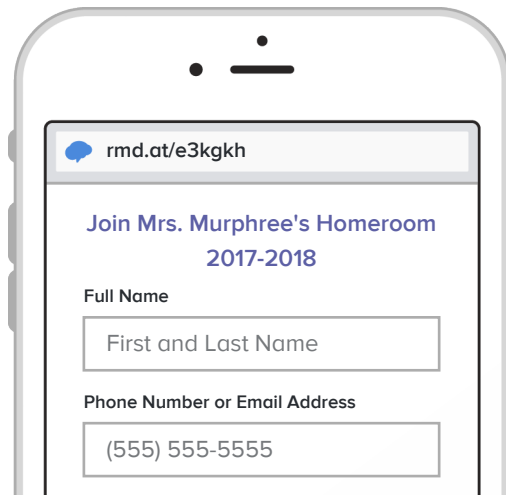 rmd.at/e3kgkh
Join Mrs. Murphree's Homeroom
2017-2018
Full Name
First and Last Name
Phone Number or Email Address
(555) 555-5555